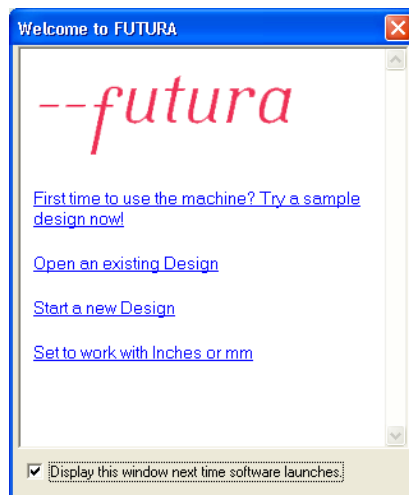 Welcome to FUTURA
--futura
First time to use the machine? Try a sample
design now!
Open an existing Design
Start a new Design
Set to work with Inches or mm
Display this window next time software launches.